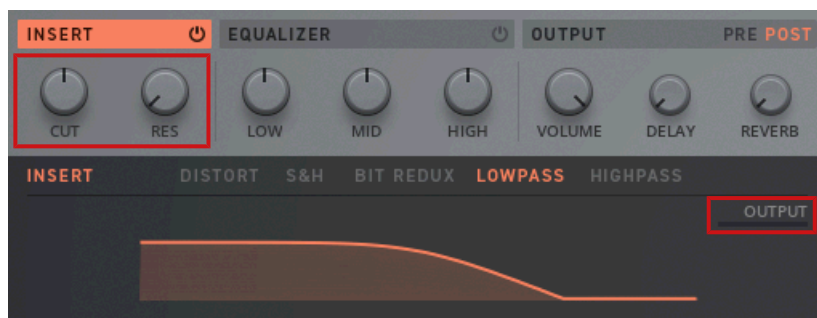 INSERT EQUALIZER OUTPUT PRE POST
CUT RES LOW MID HIGH VOLUME DELAY REVERB
INSERT DISTORT S&H BIT REDUX LOWPASS HIGHPASS
OUTPUT